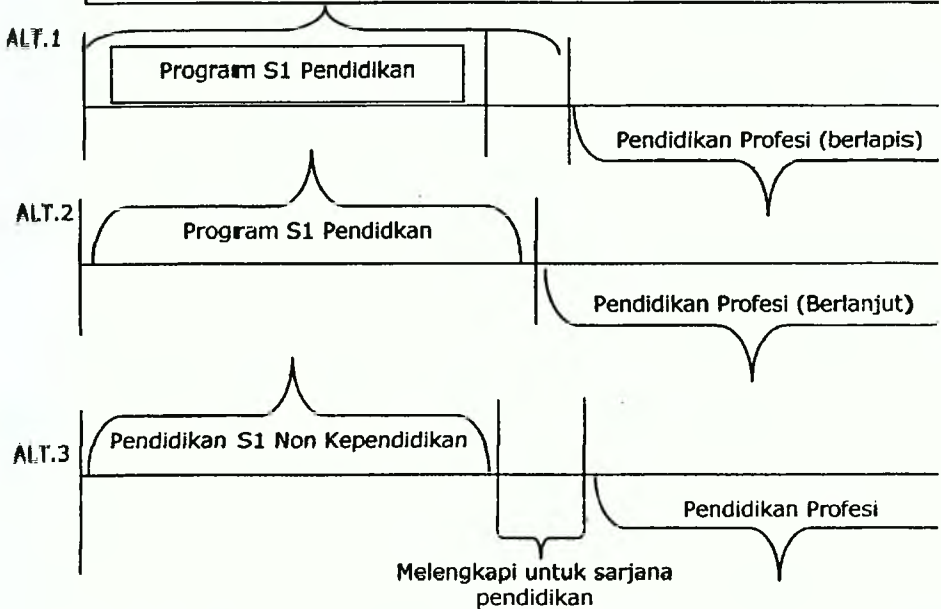 ALT.1
Program S1 Pendidikan
Pendidikan Profesi (berlapis)
ALT.2
Program S1 Pendidkan
Pendidikan Profesi (Berlanjut)
ALT.3
Pendidikan S1 Non Kependidikan
Pendidikan Profesi
Melengkapi untuk sarjana
pendidikan